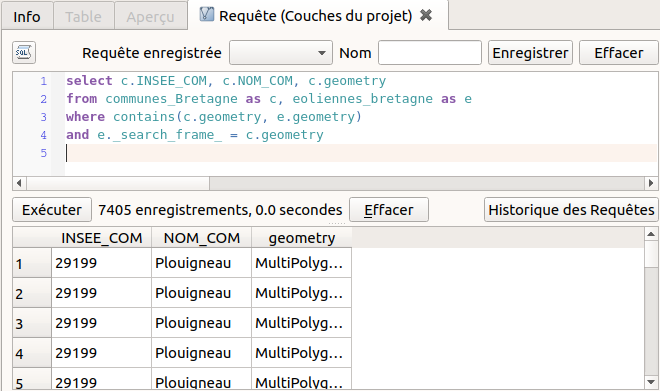 Info Table Aperçu Requête (Couches du projet)
SQL Requête enregistrée Nom Enregistrer Effacer
1 select c.INSEE_COM, c.NOM_COM, c.geometry
2 from communes_Bretagne as c, eoliennes_bretagne as e
3 where contains(c.geometry, e.geometry)
4 and e._search_frame_ = c.geometry
5
Exécuter 7405 enregistrements, 0.0 secondes Effacer Historique des Requêtes
INSEE_COM NOM_COM geometry
1 29199 Plouigneau MultiPolyg...
2 29199 Plouigneau MultiPolyg...
3 29199 Plouigneau MultiPolyg...
4 29199 Plouigneau MultiPolyg...
5 29199 Plouigneau MultiPolyg...